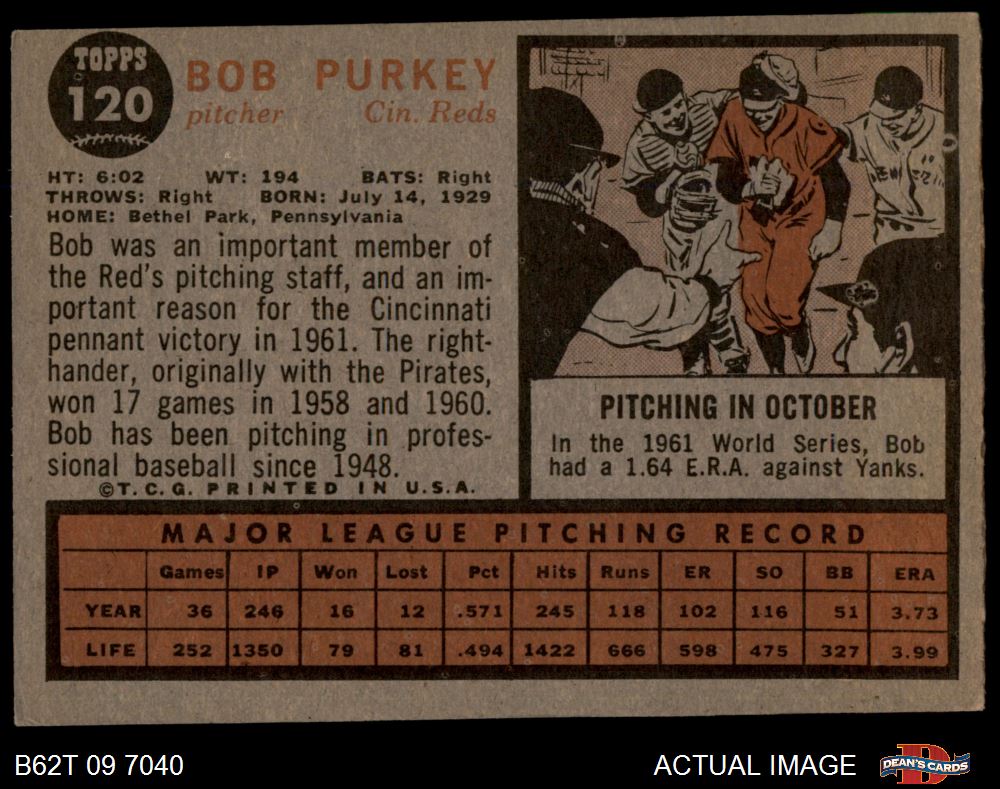 TOPPS
120
BOB PURKEY
pitcher Cin. Reds
HT: 6:02 WT: 194 BATS: Right
THROWS: Right BORN: July 14, 1929
HOME: Bethel Park, Pennsylvania
Bob was an important member of
the Red's pitching staff, and an im-
portant reason for the Cincinnati
pennant victory in 1961. The right-
hander, originally with the Pirates,
won 17 games in 1958 and 1960.
Bob has been pitching in profes-
sional baseball since 1948.
©T.C.G. PRINTED IN U.S.A.
PITCHING IN OCTOBER
In the 1961 World Series, Bob
had a 1.64 E.R.A. against Yanks.
MAJOR LEAGUE PITCHING RECORD
Games IP Won Lost Pct Hits Runs ER SO BB ERA
YEAR 36 246 16 12 .571 245 118 102 116 51 3.73
LIFE 252 1350 79 81 .494 1422 666 598 475 327 3.99
B62T 09 7040
ACTUAL IMAGE
DEAN'S CARDS